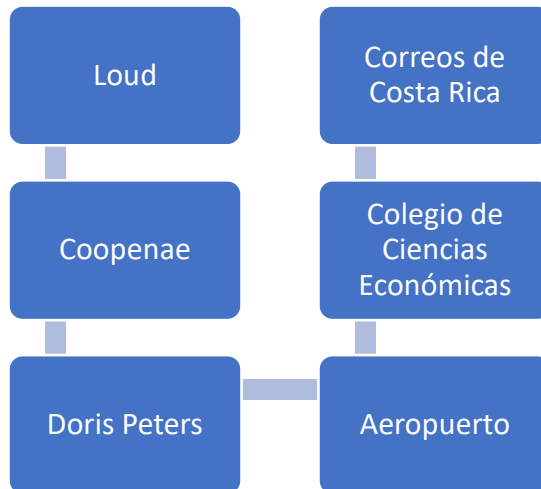 Loud
Coopenae
Doris Peters
Aeropuerto
Colegio de
Ciencias
Económicas
Correos de
Costa Rica